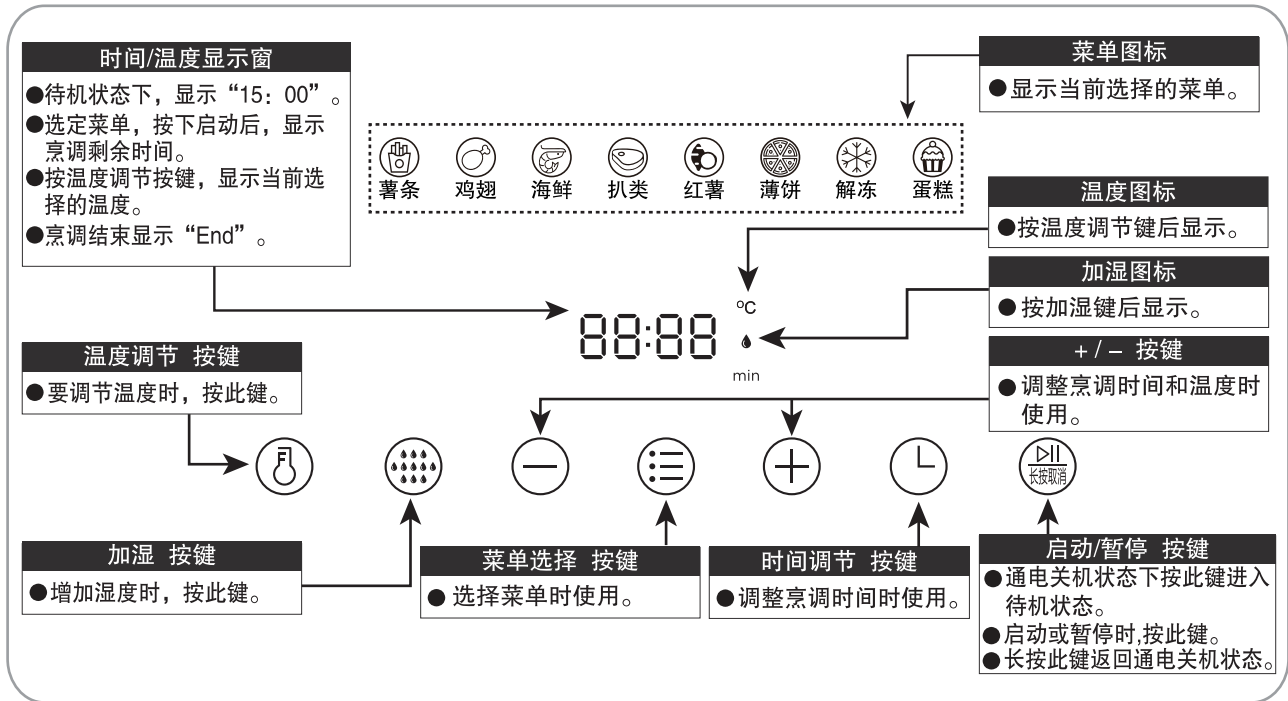 时间/温度显示窗
●待机状态下，显示“15：00”。
●选定菜单，按下启动后，显示
烹调剩余时间。
●按温度调节按键，显示当前选
择的温度。
●烹调结束显示“End”。
菜单图标
●显示当前选择的菜单。
薯条 鸡翅 海鲜 扒类 红薯 薄饼 解冻 蛋糕
温度图标
●按温度调节键后显示。
加湿图标
●按加湿键后显示。
℃
88:88
min
+ / − 按键
●调整烹调时间和温度时
使用。
温度调节 按键
●要调节温度时，按此键。
长按取消
加湿 按键
●增加湿度时，按此键。
菜单选择 按键
●选择菜单时使用。
时间调节 按键
●调整烹调时间时使用。
启动/暂停 按键
●通电关机状态下按此键进入
待机状态。
●启动或暂停时,按此键。
●长按此键返回通电关机状态。